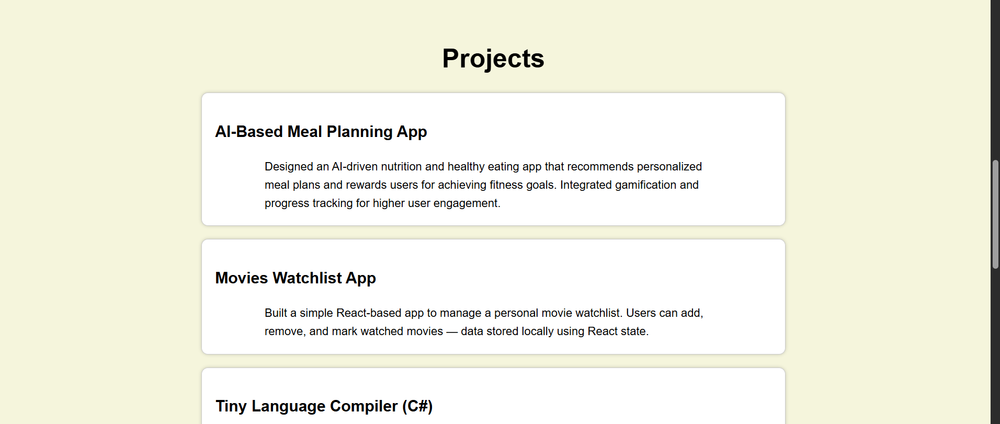 Projects
AI-Based Meal Planning App
Designed an AI-driven nutrition and healthy eating app that recommends personalized
meal plans and rewards users for achieving fitness goals. Integrated gamification and
progress tracking for higher user engagement.
Movies Watchlist App
Built a simple React-based app to manage a personal movie watchlist. Users can add,
remove, and mark watched movies — data stored locally using React state.
Tiny Language Compiler (C#)